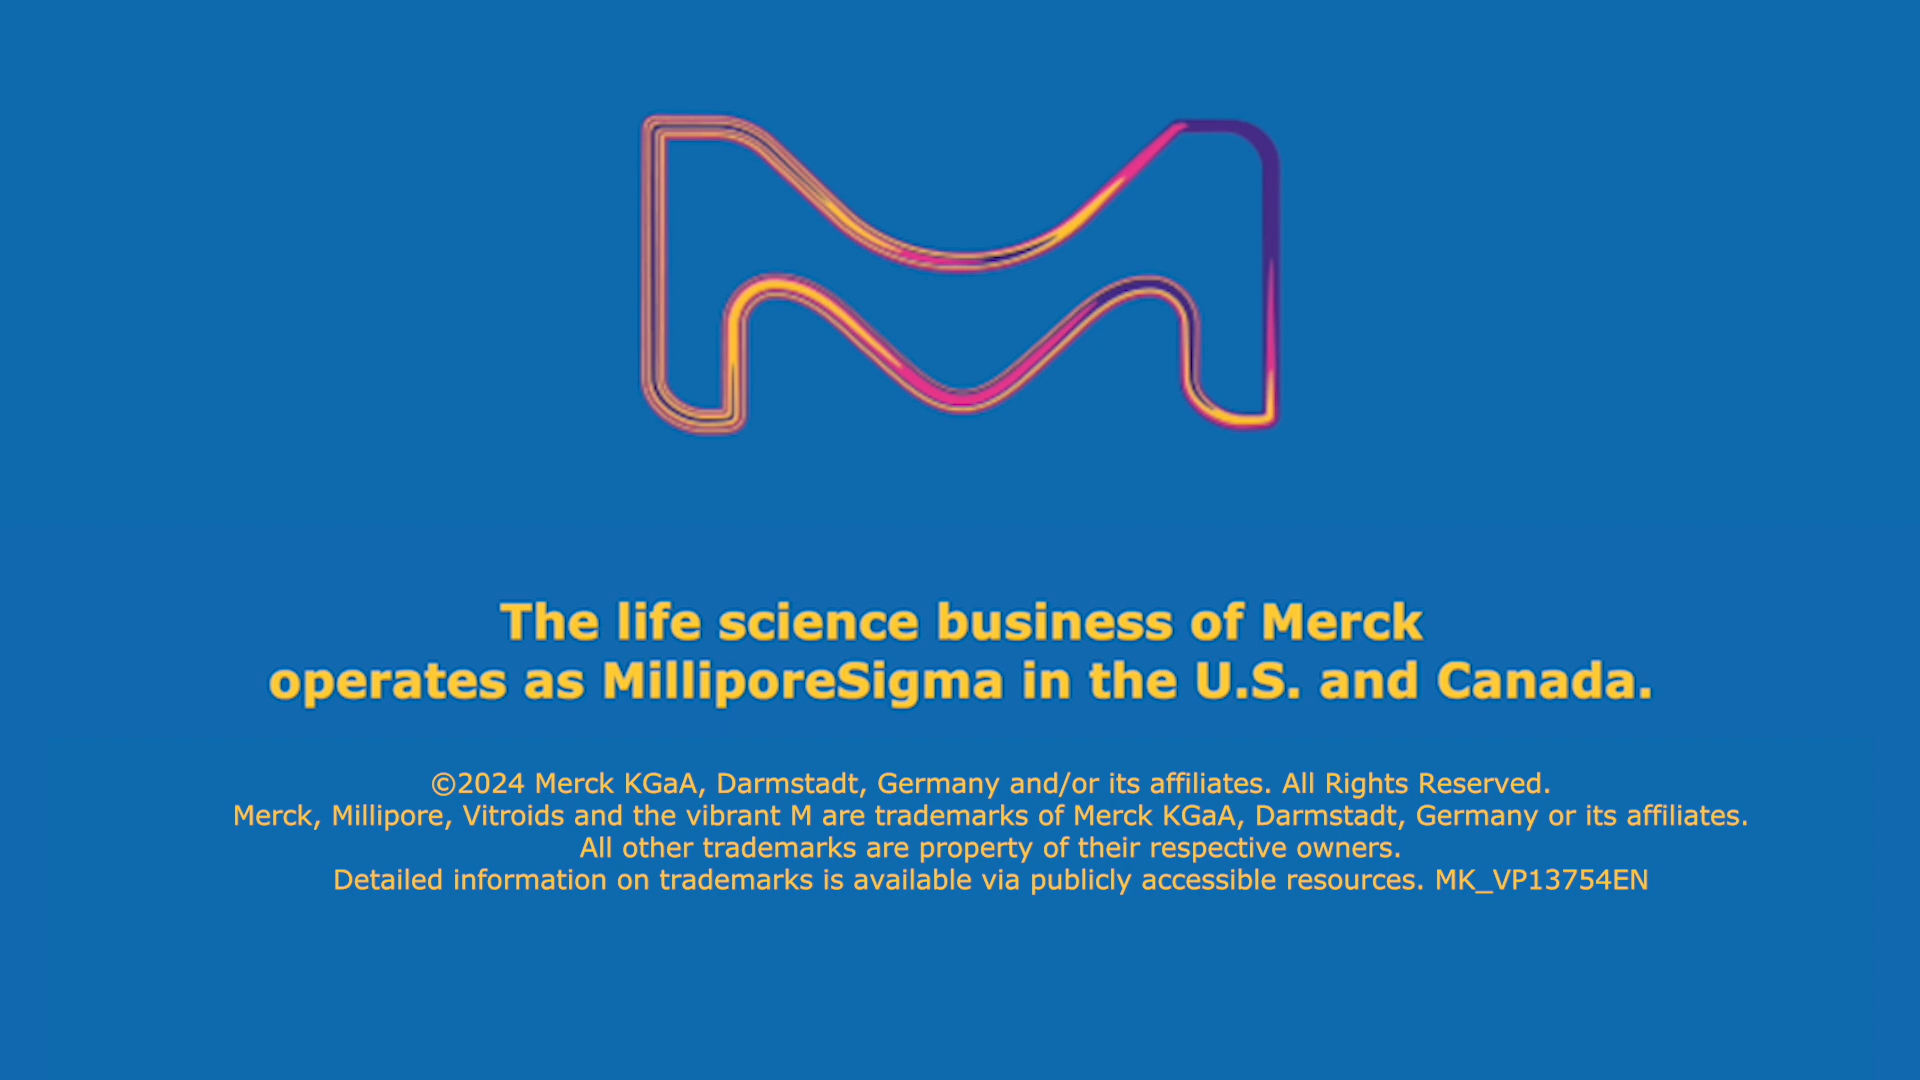 The life science business of Merck
operates as MilliporeSigma in the U.S. and Canada.
©2024 Merck KGaA, Darmstadt, Germany and/or its affiliates. All Rights Reserved.
Merck, Millipore, Vitroids and the vibrant M are trademarks of Merck KGaA, Darmstadt, Germany or its affiliates.
All other trademarks are property of their respective owners.
Detailed information on trademarks is available via publicly accessible resources. MK_VP13754EN